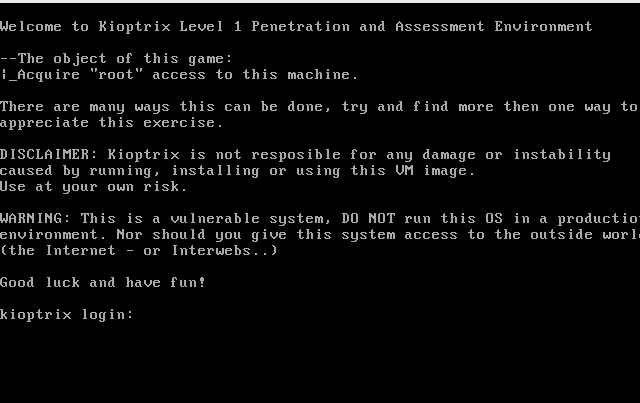 Welcome to Kioptrix Level 1 Penetration and Assessment Environment
--The object of this game:
|_Acquire "root" access to this machine.
There are many ways this can be done, try and find more then one way to
appreciate this exercise.
DISCLAIMER: Kioptrix is not resposible for any damage or instability
caused by running, installing or using this VM image.
Use at your own risk.
WARNING: This is a vulnerable system, DO NOT run this OS in a productio
environment. Nor should you give this system access to the outside worl
(the Internet - or Interwebs..)
Good luck and have fun!
kioptrix login: